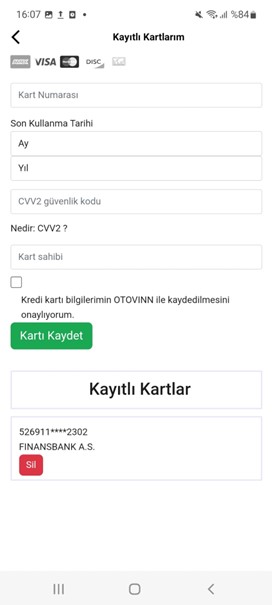 16:07
%84
Kayıtlı Kartlarım
VISA
DISC
Kart Numarası
Son Kullanma Tarihi
Ay
Yıl
CVV2 güvenlik kodu
Nedir: CVV2 ?
Kart sahibi
Kredi kartı bilgilerimin OTOVINN ile kaydedilmesini
onaylıyorum.
Kartı Kaydet
Kayıtlı Kartlar
526911****2302
FINANSBANK A.S.
Sil